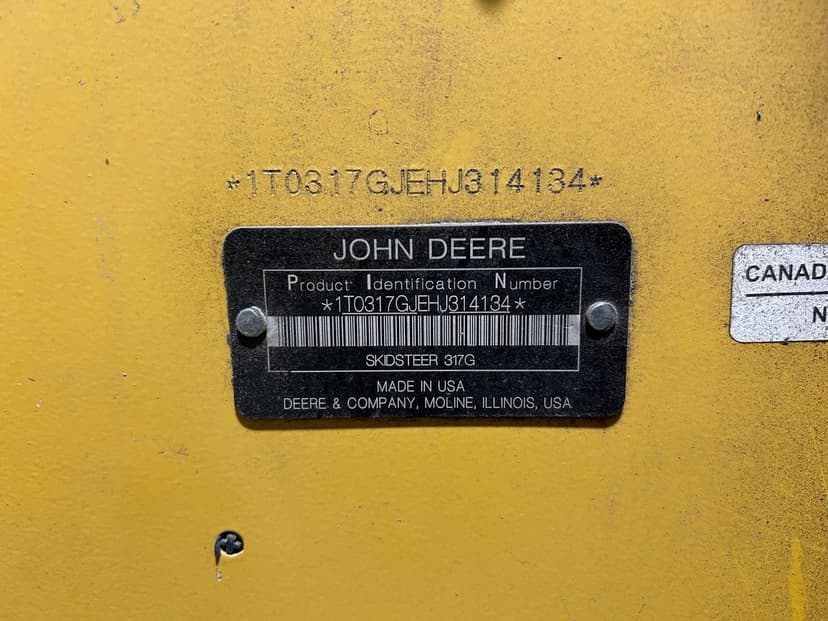 *1T0317GJEHJ314134*
JOHN DEERE
Product Identification Number
*1T0317GJEHJ314134*
SKIDSTEER 317G
MADE IN USA
DEERE & COMPANY, MOLINE, ILLINOIS, USA
CANAD
N